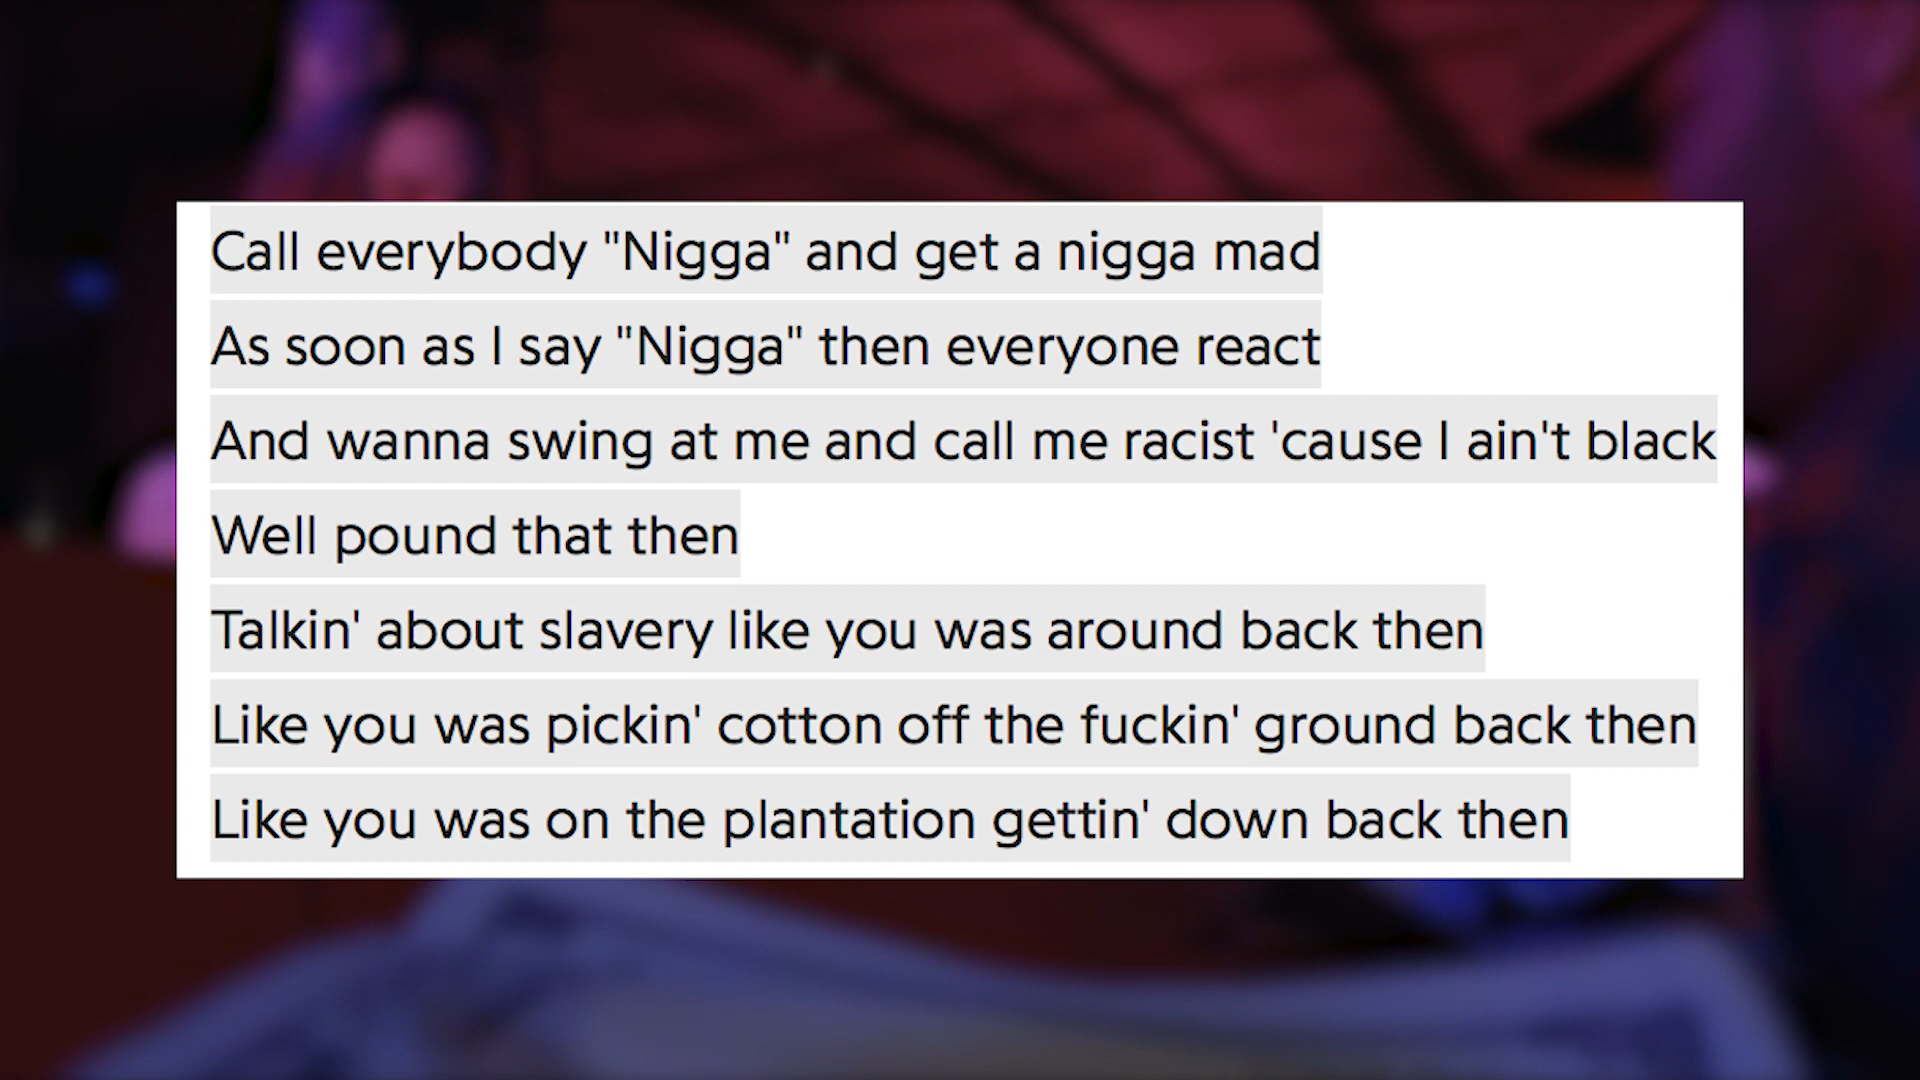 Call everybody "Nigga" and get a nigga mad
As soon as I say "Nigga" then everyone react
And wanna swing at me and call me racist 'cause I ain't black
Well pound that then
Talkin' about slavery like you was around back then
Like you was pickin' cotton off the fuckin' ground back then
Like you was on the plantation gettin' down back then